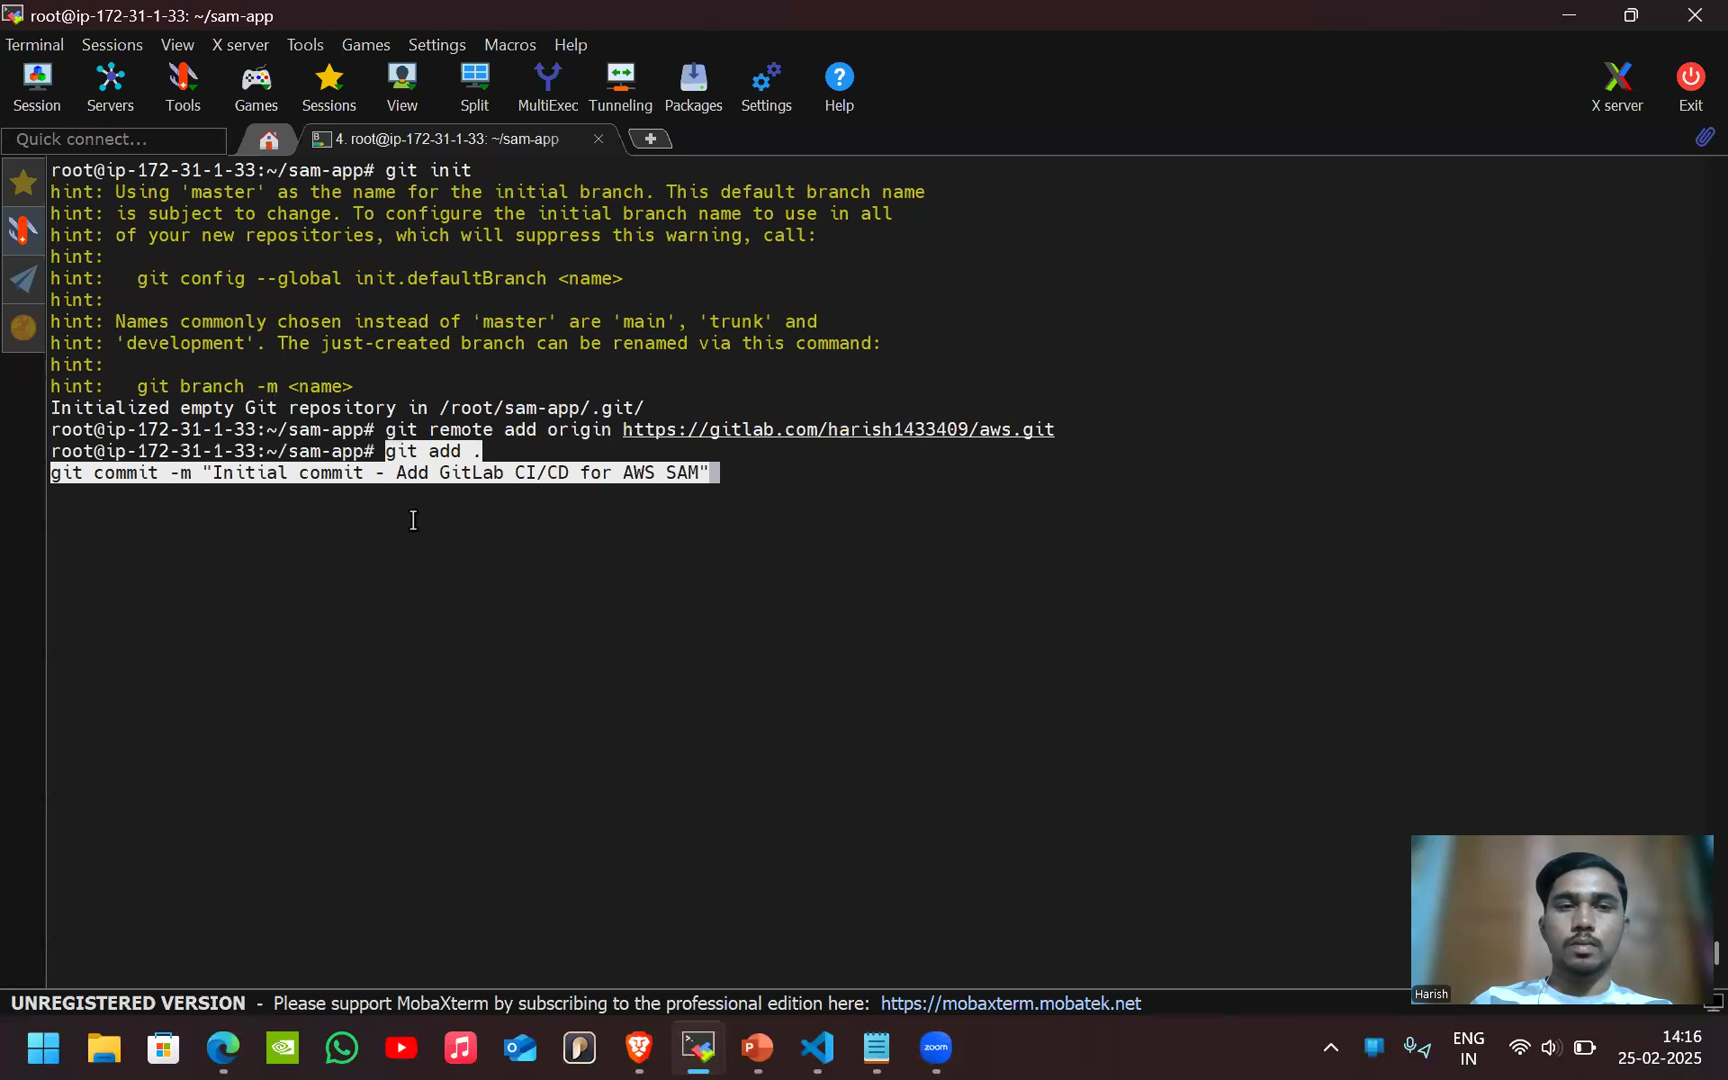 root@ip-172-31-1-33: ~/sam-app
Terminal Sessions View X server Tools Games Settings Macros Help
Session Servers Tools Games Sessions View Split MultiExec Tunneling Packages Settings Help X server Exit
Quick connect... 4. root@ip-172-31-1-33: ~/sam-app
root@ip-172-31-1-33:~/sam-app# git init
hint: Using 'master' as the name for the initial branch. This default branch name
hint: is subject to change. To configure the initial branch name to use in all
hint: of your new repositories, which will suppress this warning, call:
hint:
hint:   git config --global init.defaultBranch <name>
hint:
hint: Names commonly chosen instead of 'master' are 'main', 'trunk' and
hint: 'development'. The just-created branch can be renamed via this command:
hint:
hint:   git branch -m <name>
Initialized empty Git repository in /root/sam-app/.git/
root@ip-172-31-1-33:~/sam-app# git remote add origin https://gitlab.com/harish1433409/aws.git
root@ip-172-31-1-33:~/sam-app# git add .
git commit -m "Initial commit - Add GitLab CI/CD for AWS SAM"
Harish
UNREGISTERED VERSION - Please support MobaXterm by subscribing to the professional edition here: https://mobaxterm.mobatek.net
zoom
ENG
IN
14:16
25-02-2025